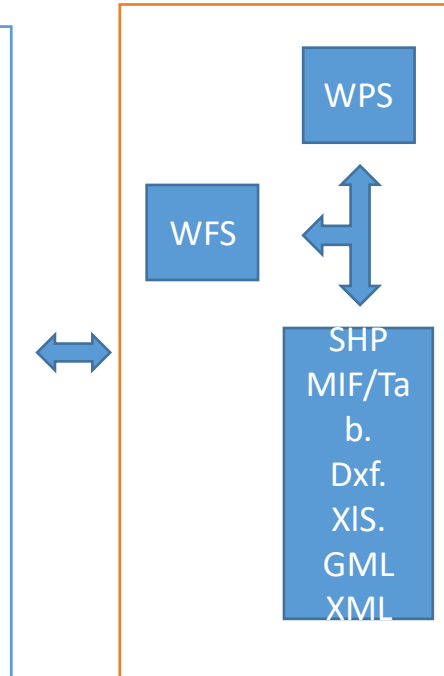 WPS
WFS
SHP
MIF/Ta
b.
Dxf.
XlS.
GML
XML